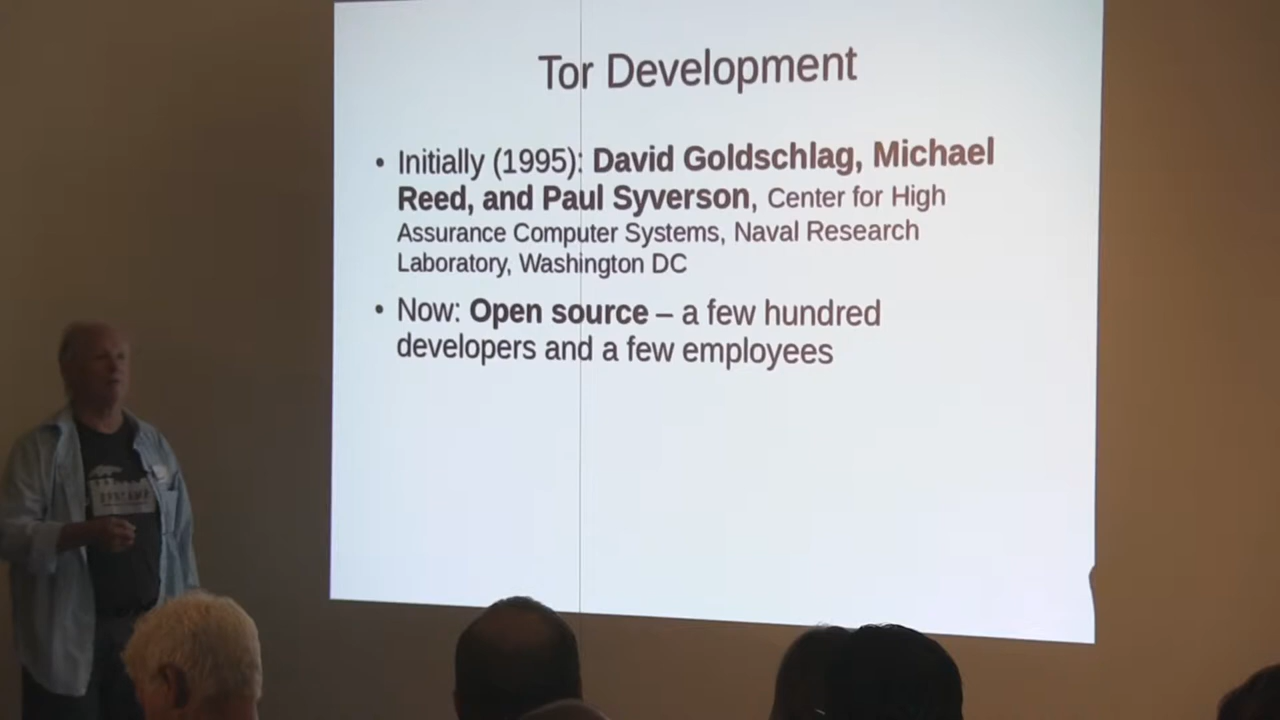 Tor Development
• Initially (1995): David Goldschlag, Michael
Reed, and Paul Syverson, Center for High
Assurance Computer Systems, Naval Research
Laboratory, Washington DC
• Now: Open source – a few hundred
developers and a few employees